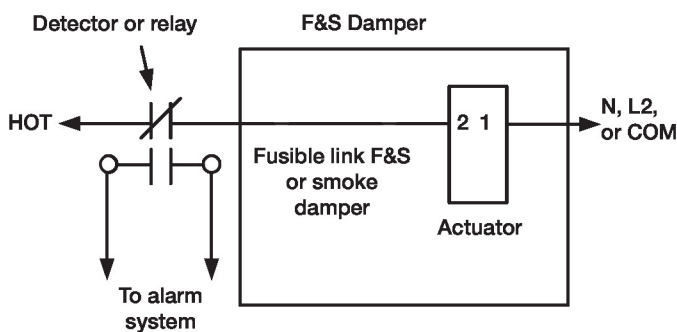 Detector or relay
F&S Damper
HOT
2 1
N, L2,
or COM
Fusible link F&S
or smoke
damper
Actuator
To alarm
system